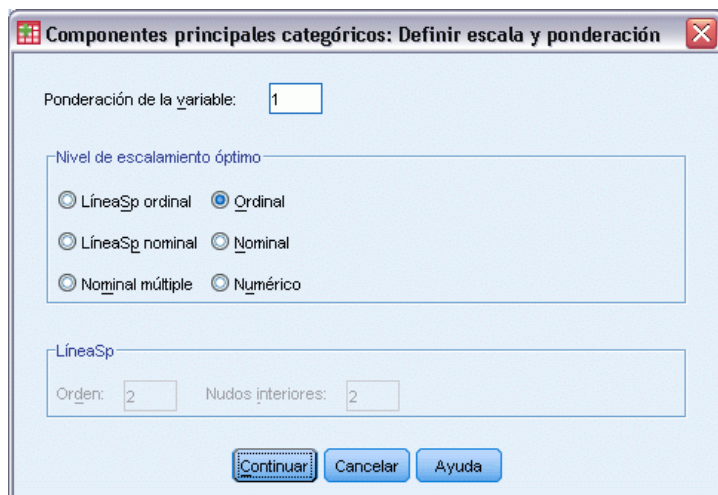 Componentes principales categóricos: Definir escala y ponderación
Ponderación de la variable: 1
Nivel de escalamiento óptimo
LíneaSp ordinal Ordinal
LíneaSp nominal Nominal
Nominal múltiple Numérico
LíneaSp
Orden: 2 Nudos interiores: 2
Continuar Cancelar Ayuda